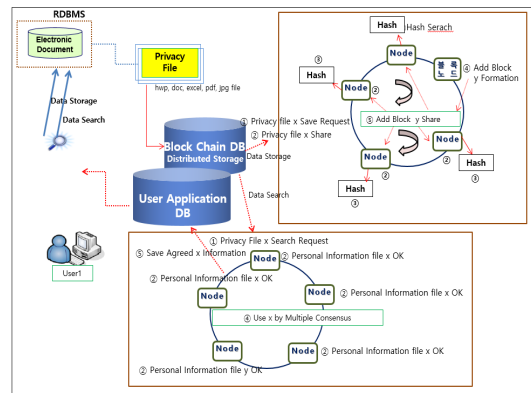 RDBMS
Electronic
Document
Privacy
File
hwp, doc, excel, pdf, jpg file
Data Storage
Data Search
① Privacy file x Save Request
② Privacy file x Share
Block Chain DB
Distributed Storage
Data Storage
User Application
DB
Data Search
User1
Hash
Hash Serach
Node
③
Hash
Node
②
블록
노드
④ Add Block
y Formation
⑤ Add Block y Share
Node
②
Node
②
Hash
③
Hash
③
① Privacy File x Search Request
⑤ Save Agreed x Information
Node
② Personal Information file x OK
② Personal Information file x OK
Node
Node
② Personal Information file x OK
④ Use x by Multiple Consensus
Node
Node
② Personal Information file x OK
② Personal Information file y OK